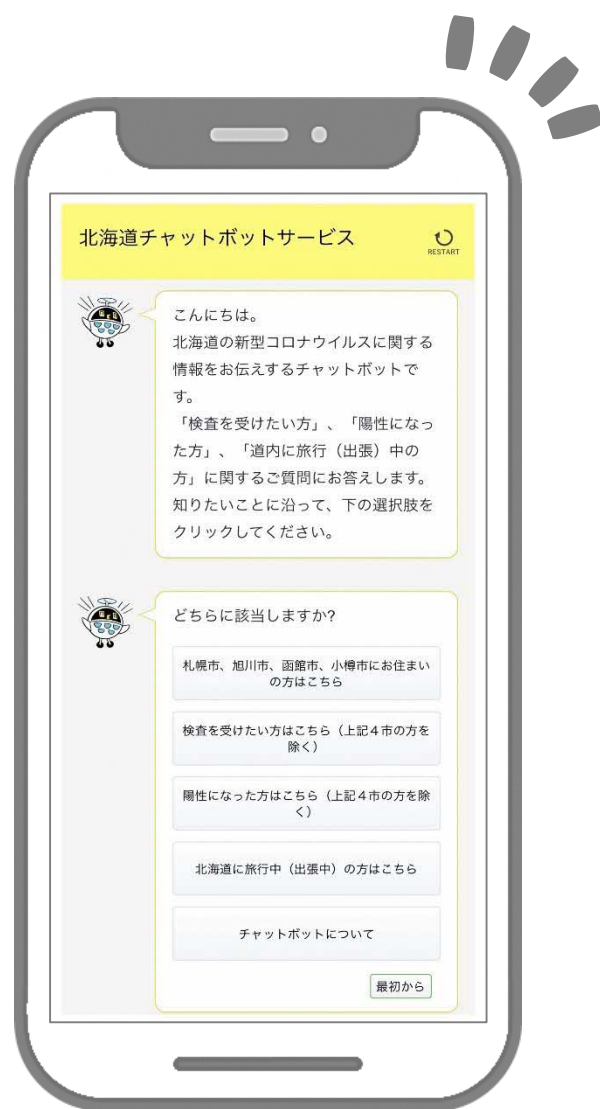 北海道チャットボットサービス
RESTART
こんにちは。
北海道の新型コロナウイルスに関する
情報をお伝えするチャットボットで
す。
「検査を受けたい方」、「陽性になっ
た方」、「道内に旅行（出張）中の
方」に関するご質問にお答えします。
知りたいことに沿って、下の選択肢を
クリックしてください。
どちらに該当しますか?
札幌市、旭川市、函館市、小樽市にお住まい
の方はこちら
検査を受けたい方はこちら（上記４市の方を
除く）
陽性になった方はこちら（上記４市の方を除
く）
北海道に旅行中（出張中）の方はこちら
チャットボットについて
最初から